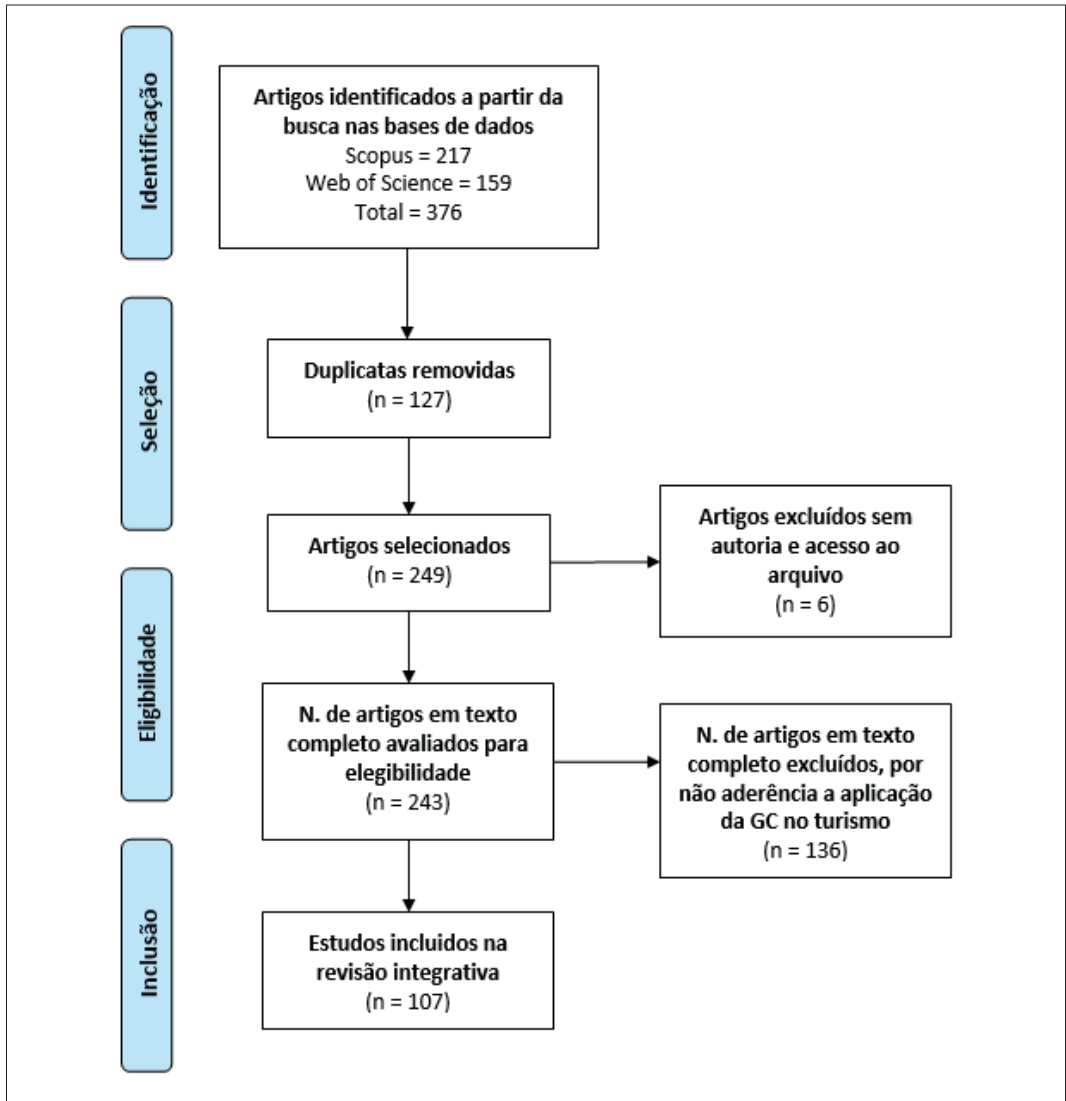 Identificação
Artigos identificados a partir da
busca nas bases de dados
Scopus = 217
Web of Science = 159
Total = 376
Seleção
Duplicatas removidas
(n = 127)
Artigos selecionados
(n = 249)
Artigos excluídos sem
autoria e acesso ao
arquivo
(n = 6)
Eligibilidade
N. de artigos em texto
completo avaliados para
elegibilidade
(n = 243)
N. de artigos em texto
completo excluídos, por
não aderência a aplicação
da GC no turismo
(n = 136)
Inclusão
Estudos incluidos na
revisão integrativa
(n = 107)